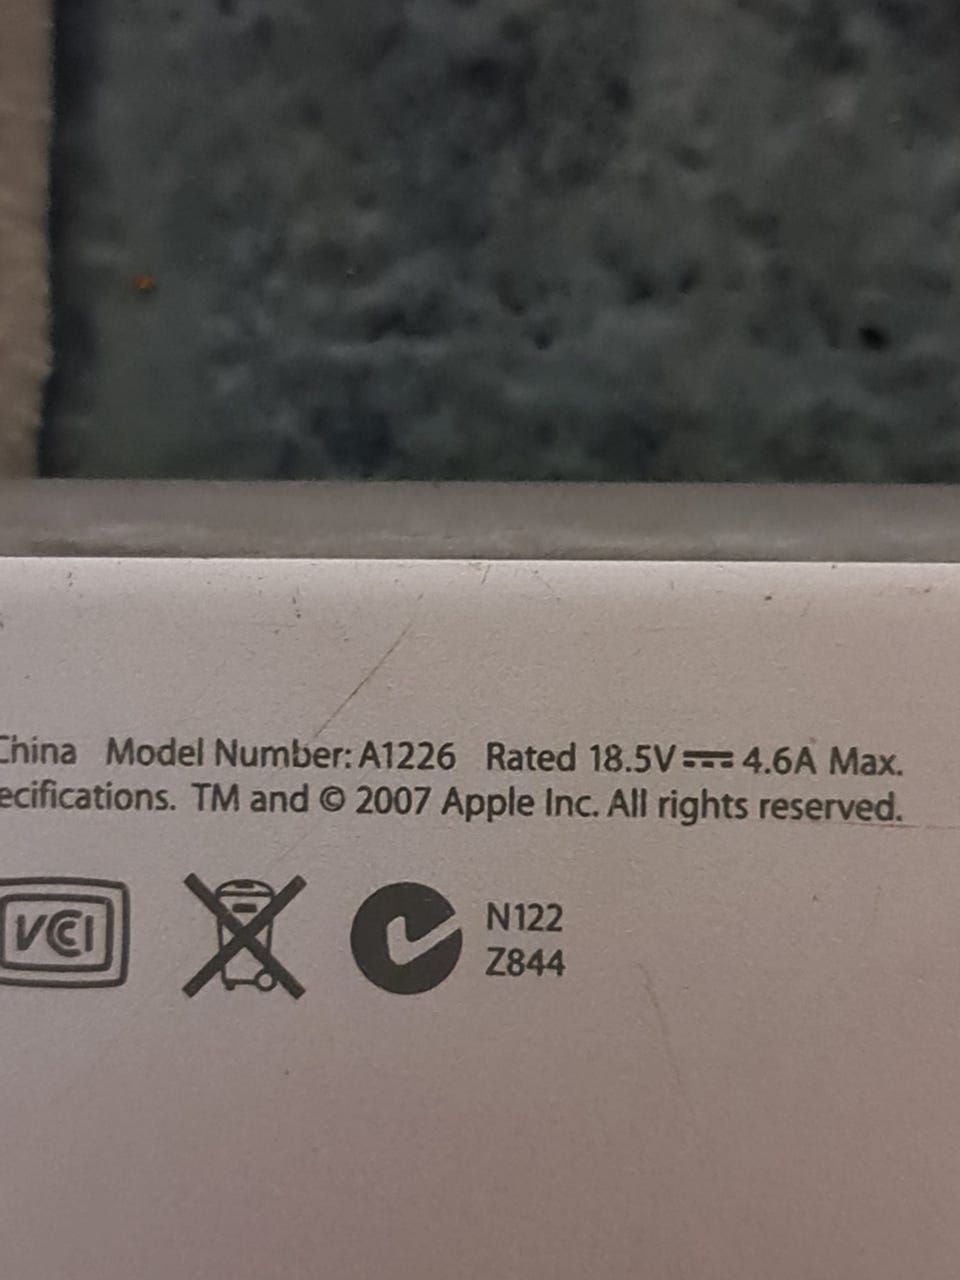 China Model Number: A1226 Rated 18.5V⎓4.6A Max.
ecifications. TM and © 2007 Apple Inc. All rights reserved.
VCCI
N122
Z844